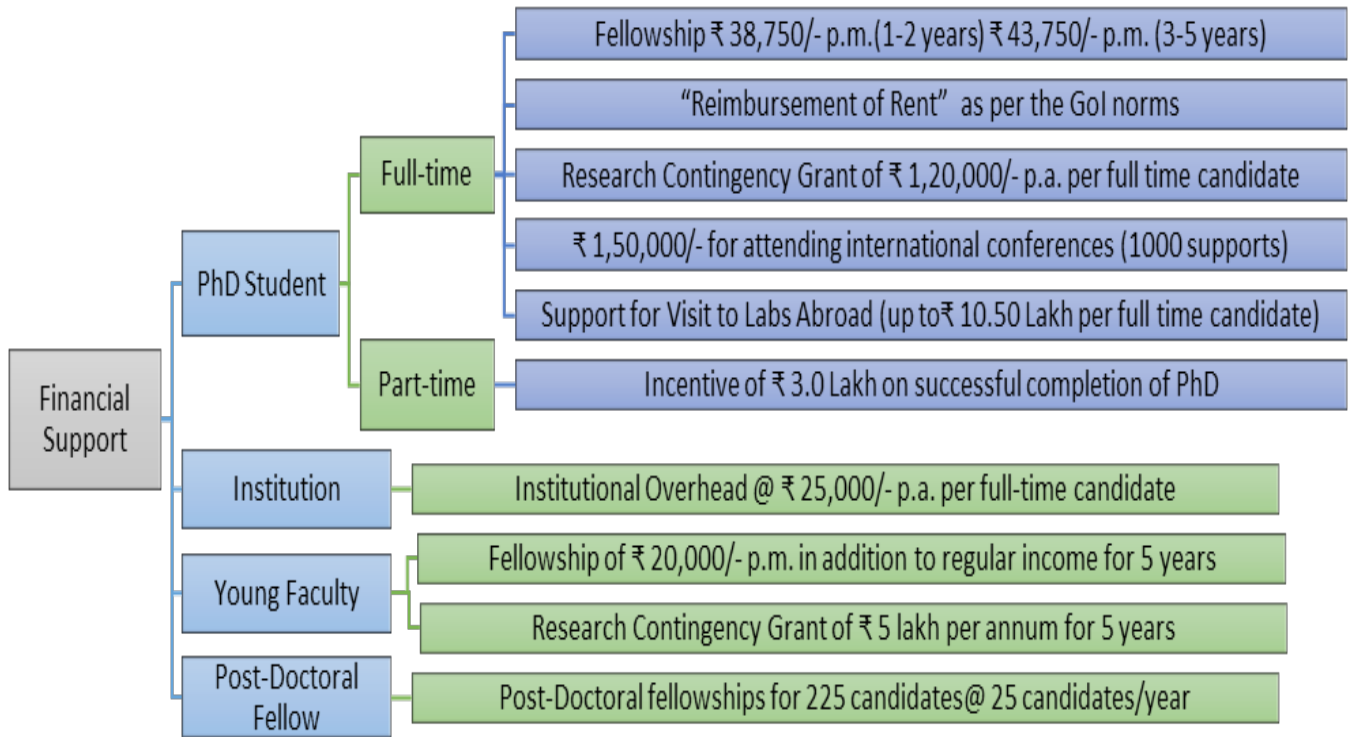 Financial
Support
PhD Student
Full-time
Fellowship ₹ 38,750/- p.m.(1-2 years) ₹ 43,750/- p.m. (3-5 years)
“Reimbursement of Rent” as per the GoI norms
Research Contingency Grant of ₹ 1,20,000/- p.a. per full time candidate
₹ 1,50,000/- for attending international conferences (1000 supports)
Support for Visit to Labs Abroad (up to₹ 10.50 Lakh per full time candidate)
Part-time
Incentive of ₹ 3.0 Lakh on successful completion of PhD
Institution
Institutional Overhead @ ₹ 25,000/- p.a. per full-time candidate
Young Faculty
Fellowship of ₹ 20,000/- p.m. in addition to regular income for 5 years
Research Contingency Grant of ₹ 5 lakh per annum for 5 years
Post-Doctoral
Fellow
Post-Doctoral fellowships for 225 candidates@ 25 candidates/year